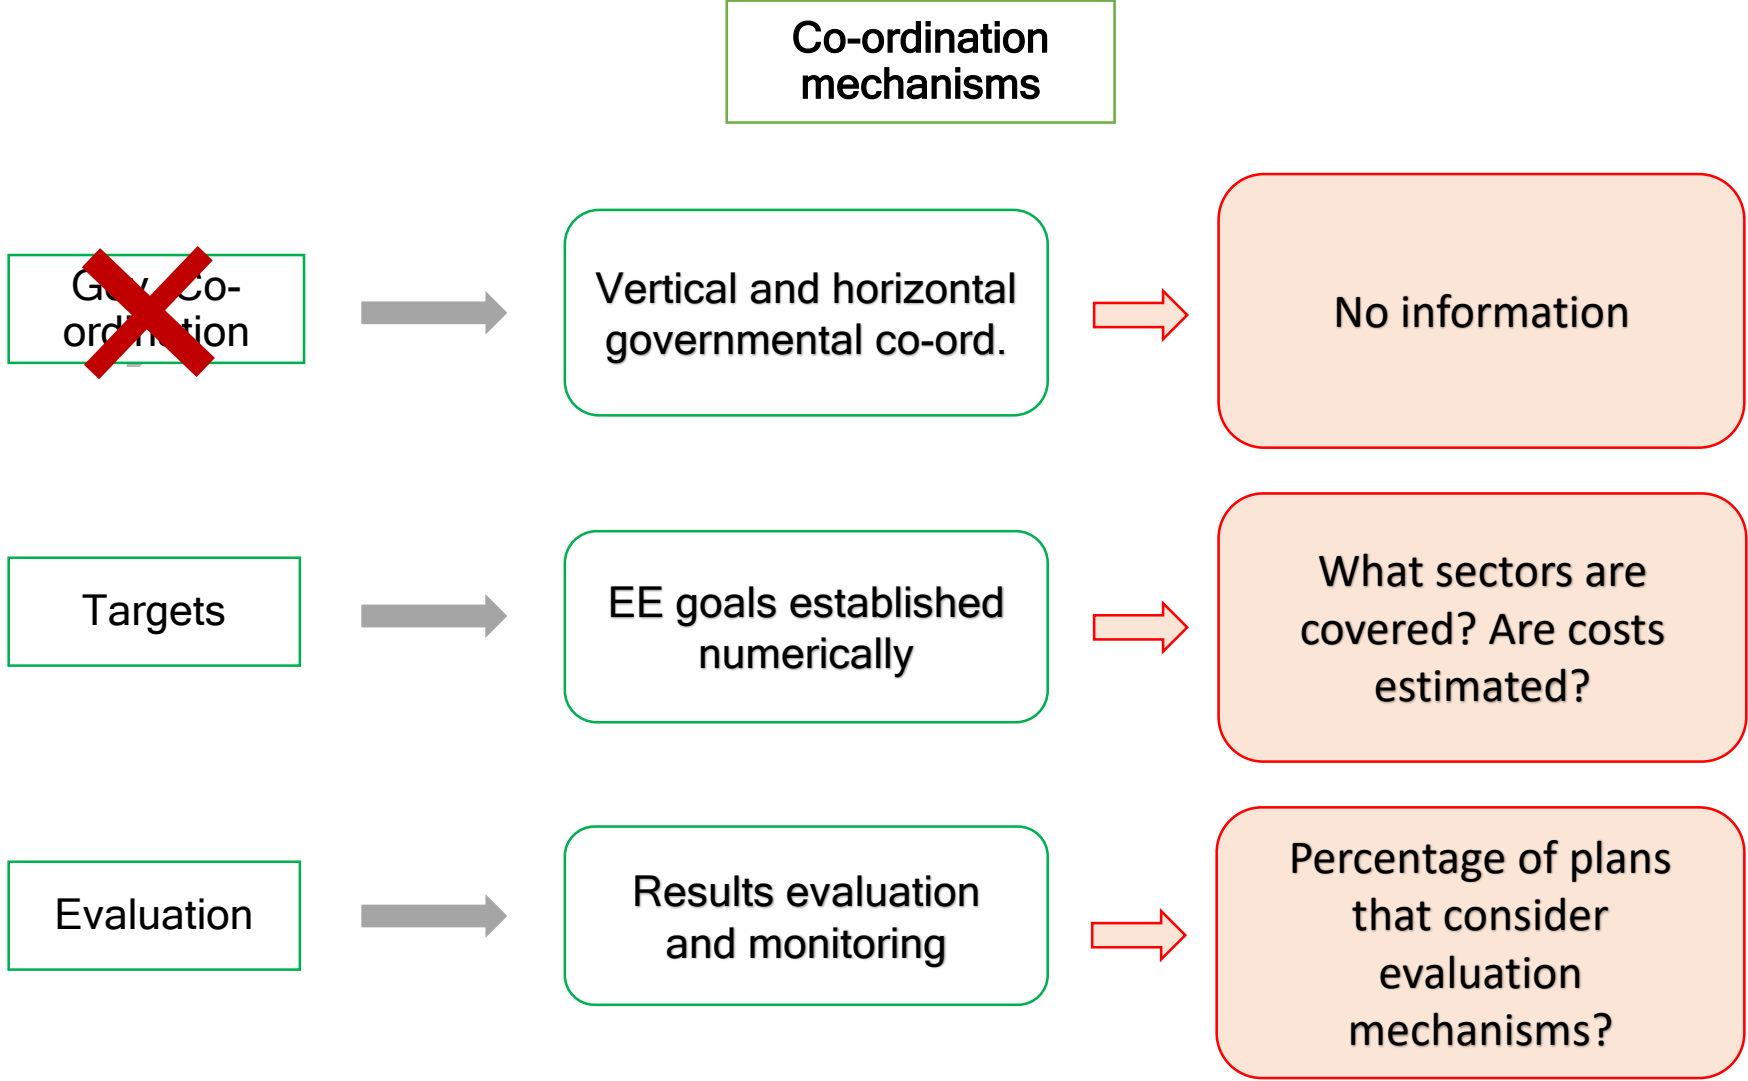 Co-ordination
mechanisms
Co-
Vertical and horizontal
governmental co-ord.
No information
Targets
EE goals established
numerically
What sectors are
covered? Are costs
estimated?
Evaluation
Results evaluation
and monitoring
Percentage of plans
that consider
evaluation
mechanisms?